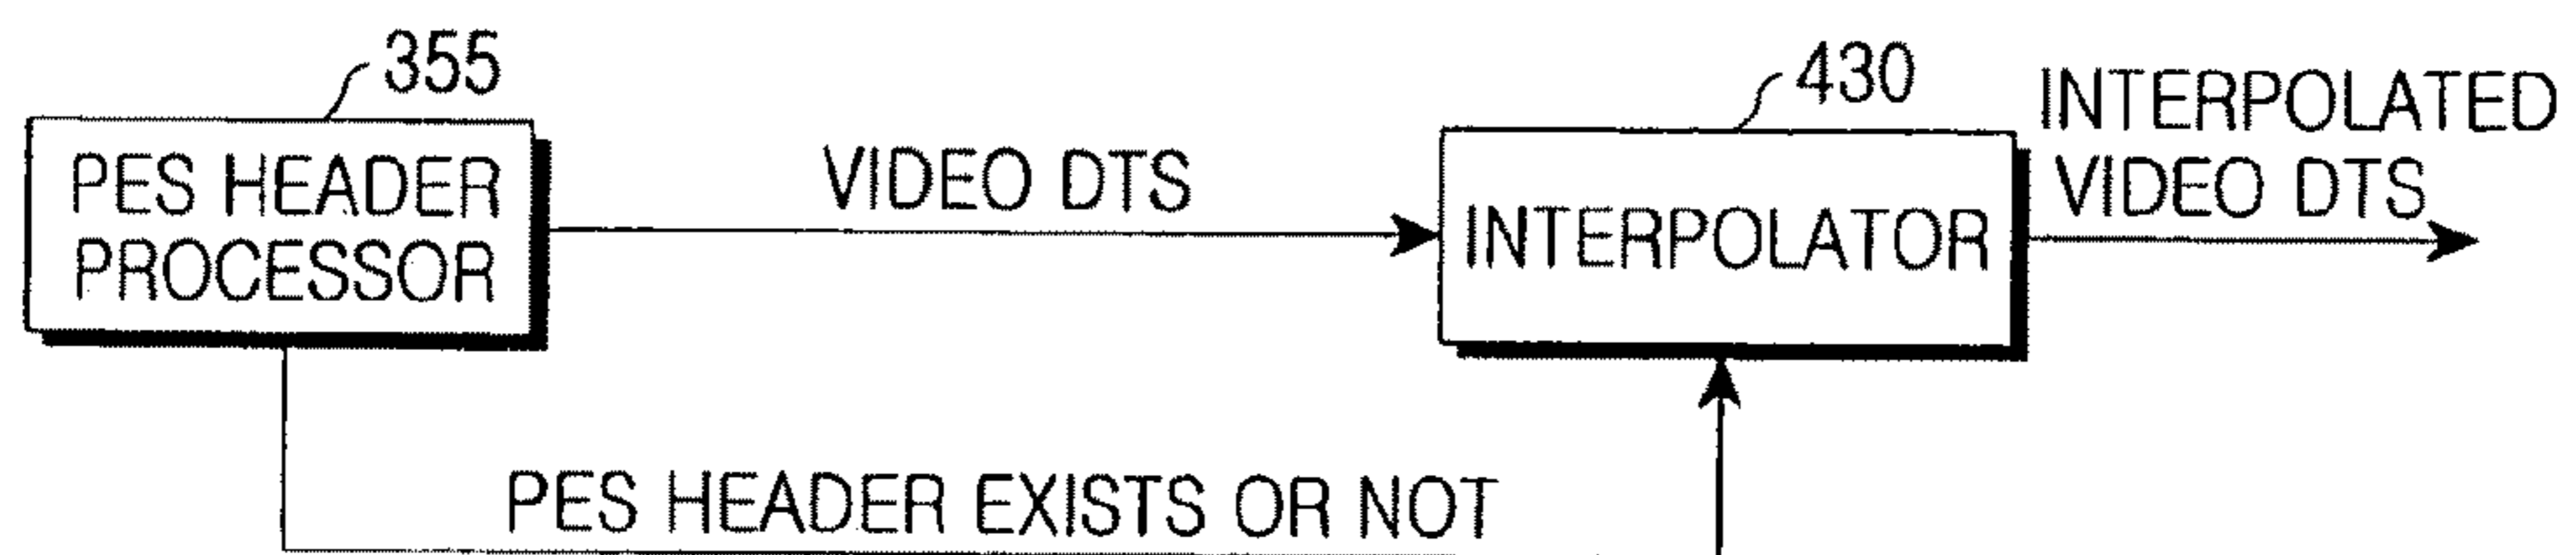 355
PES HEADER
PROCESSOR
VIDEO DTS
430
INTERPOLATOR
INTERPOLATED
VIDEO DTS
PES HEADER EXISTS OR NOT